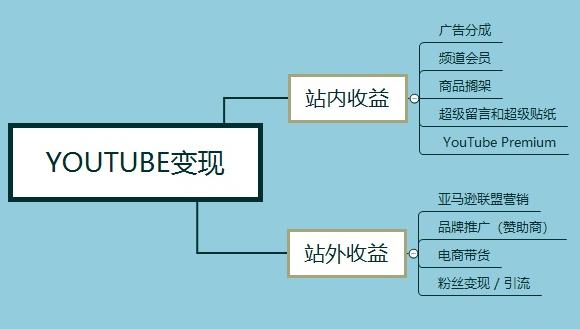 YOUTUBE变现
站内收益
广告分成
频道会员
商品搁架
超级留言和超级贴纸
YouTube Premium
站外收益
亚马逊联盟营销
品牌推广（赞助商）
电商带货
粉丝变现 / 引流